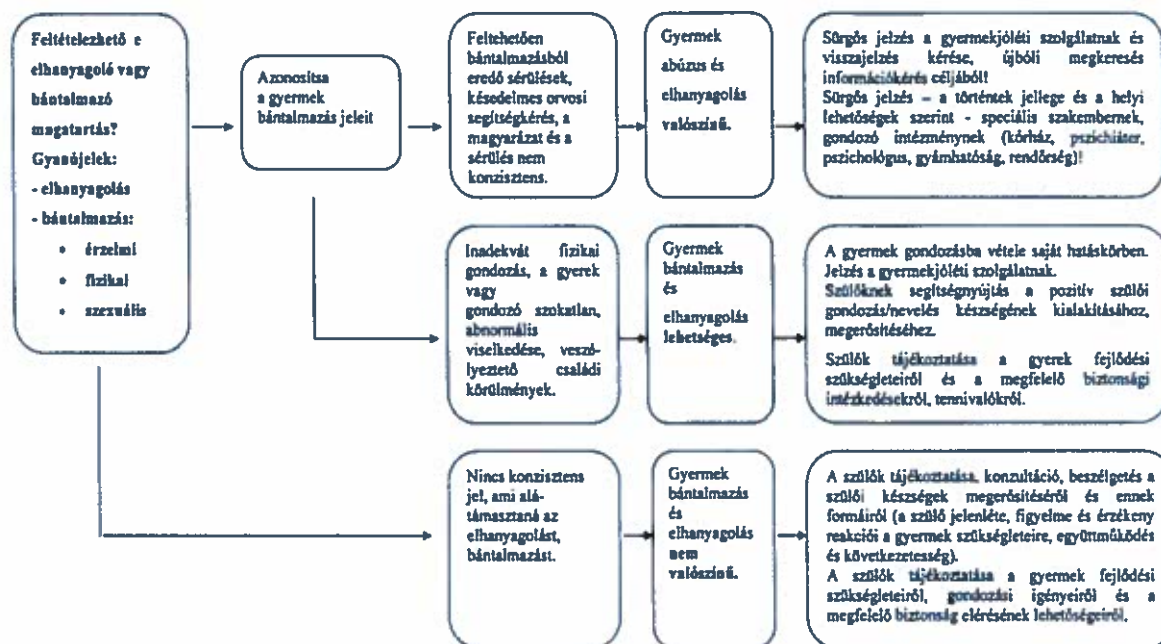 Feltételezhető e
elhanyagoló vagy
bántalmazó
magatartás?
Gyanújelek:
- elhanyagolás
- bántalmazás:
• érzelmi
• fizikai
• szexuális
Azonosítsa
a gyermek
bántalmazás jeleit
Feltehetően
bántalmazásból
eredő sérülések,
késedelmes orvosi
segítségkérés, a
magyarázat és a
sérülés nem
konzisztens.
Gyermek
abúzus és
elhanyagolás
valószínű.
Sürgős jelzés a gyermekjóléti szolgálatnak és
visszajelzés kérése, újbóli megkeresés
információkérés céljából!
Sürgős jelzés – a történtek jellege és a helyi
lehetőségek szerint - speciális szakembernek,
gondozó intézménynek (kórház, pszichiáter,
pszichológus, gyámhatóság, rendőrség)!
Inadekvát fizikai
gondozás, a gyerek
vagy
gondozó szokatlan,
abnormális
viselkedése, veszé-
lyeztető családi
körülmények.
Gyermek
bántalmazás
és
elhanyagolás
lehetséges.
A gyermek gondozásba vétele saját hatáskörben.
Jelzés a gyermekjóléti szolgálatnak.
Szülőknek segítségnyújtás a pozitív szülői
gondozás/nevelés készségének kialakításához,
megerősítéséhez.
Szülők tájékoztatása a gyerek fejlődési
szükségleteiről és a megfelelő biztonsági
intézkedésekről, tennivalókról.
Nincs konzisztens
jel, ami alá-
támasztaná az
elhanyagolást,
bántalmazást.
Gyermek
bántalmazás
és
elhanyagolás
nem
valószínű.
A szülők tájékoztatása, konzultáció, beszélgetés a
szülői készségek megerősítéséről és ennek
formáiról (a szülő jelenléte, figyelme és érzékeny
reakciói a gyermek szükségleteire, együttműködés
és következetesség).
A szülők tájékoztatása a gyermek fejlődési
szükségleteiről, gondozási igényeiről és a
megfelelő biztonság elérésének lehetőségeiről.